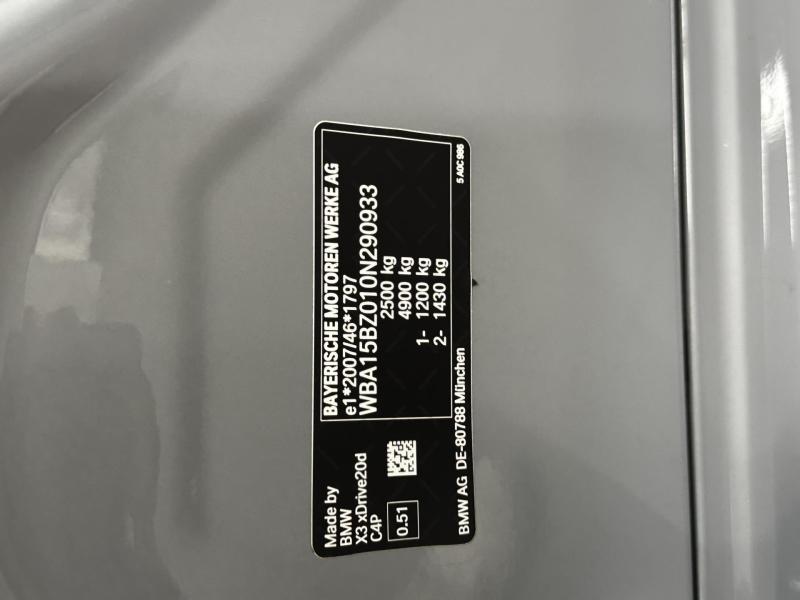 Made by
BMW
X3 xDrive20d
C4P
0.51
BAYERISCHE MOTOREN WERKE AG
e1*2007/46*1797
WBA15BZ010N290933
2500 kg
4900 kg
1- 1200 kg
2- 1430 kg
BMW AG DE-80788 München
5 A0C 986